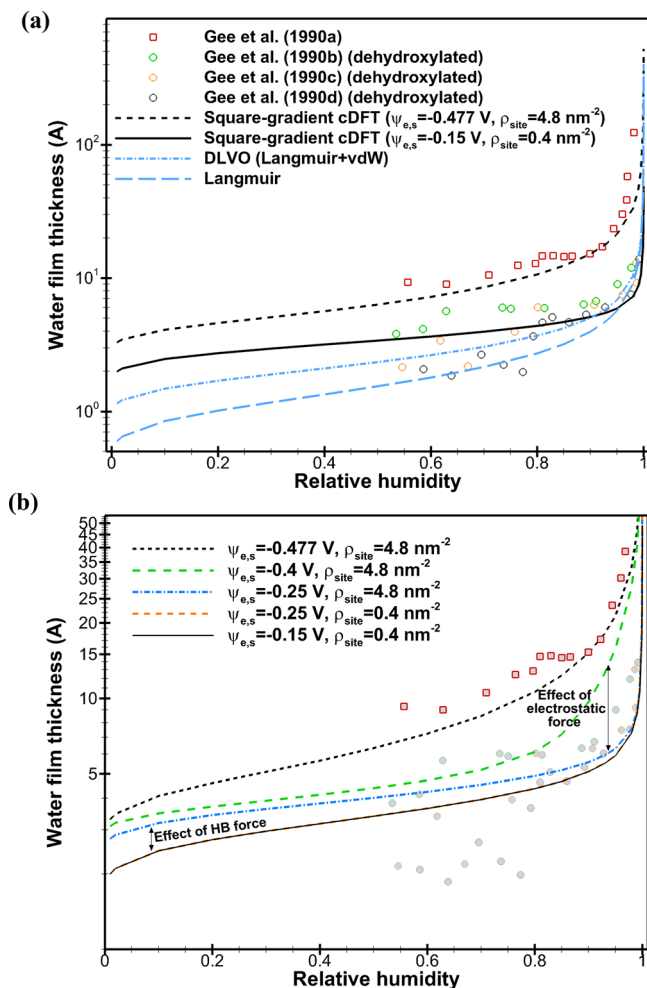 (a)
Gee et al. (1990a)
Gee et al. (1990b) (dehydroxylated)
Gee et al. (1990c) (dehydroxylated)
Gee et al. (1990d) (dehydroxylated)
Square-gradient cDFT (ψe,s=-0.477 V, ρsite=4.8 nm-2)
Square-gradient cDFT (ψe,s=-0.15 V, ρsite=0.4 nm-2)
DLVO (Langmuir+vdW)
Langmuir
Water film thickness (A)
10²
10¹
10⁰
0 0.2 0.4 0.6 0.8 1
Relative humidity
(b)
ψe,s=-0.477 V, ρsite=4.8 nm-2
ψe,s=-0.4 V, ρsite=4.8 nm-2
ψe,s=-0.25 V, ρsite=4.8 nm-2
ψe,s=-0.25 V, ρsite=0.4 nm-2
ψe,s=-0.15 V, ρsite=0.4 nm-2
Water film thickness (A)
50
45
40
35
30
25
20
15
10
5
Effect of
electrostatic
force
Effect of HB force
0 0.2 0.4 0.6 0.8 1
Relative humidity